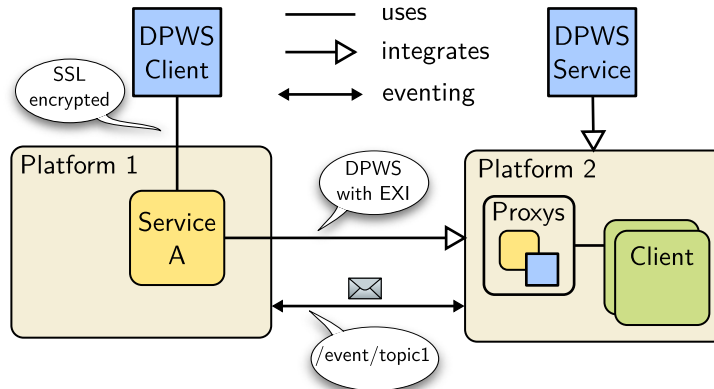 DPWS
Client
uses
integrates
eventing
DPWS
Service
SSL
encrypted
Platform 1
Service
A
DPWS
with EXI
Platform 2
Proxys
Client
/event/topic1